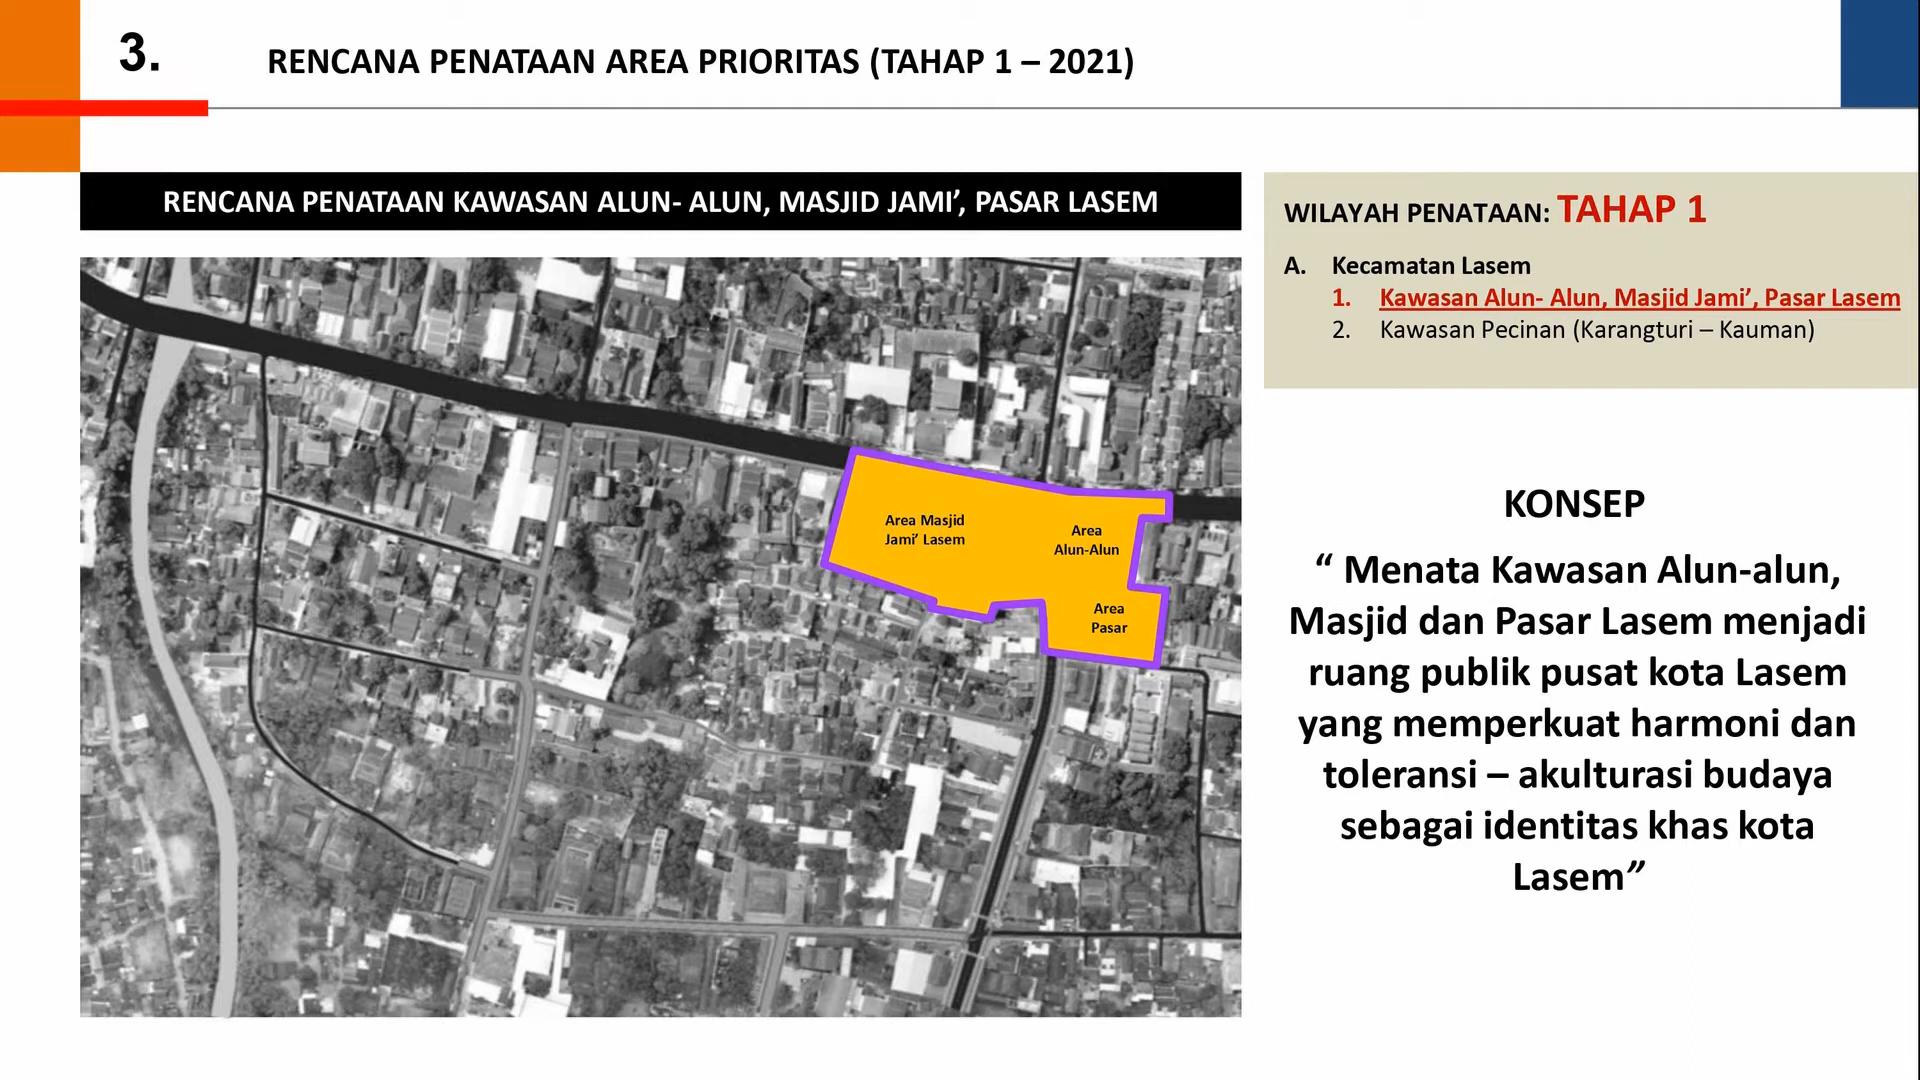 3.
RENCANA PENATAAN AREA PRIORITAS (TAHAP 1 – 2021)
RENCANA PENATAAN KAWASAN ALUN- ALUN, MASJID JAMI’, PASAR LASEM
Area Masjid
Jami’ Lasem
Area
Alun-Alun
Area
Pasar
WILAYAH PENATAAN: TAHAP 1
A. Kecamatan Lasem
1. Kawasan Alun- Alun, Masjid Jami’, Pasar Lasem
2. Kawasan Pecinan (Karangturi – Kauman)
KONSEP
“ Menata Kawasan Alun-alun,
Masjid dan Pasar Lasem menjadi
ruang publik pusat kota Lasem
yang memperkuat harmoni dan
toleransi – akulturasi budaya
sebagai identitas khas kota
Lasem”